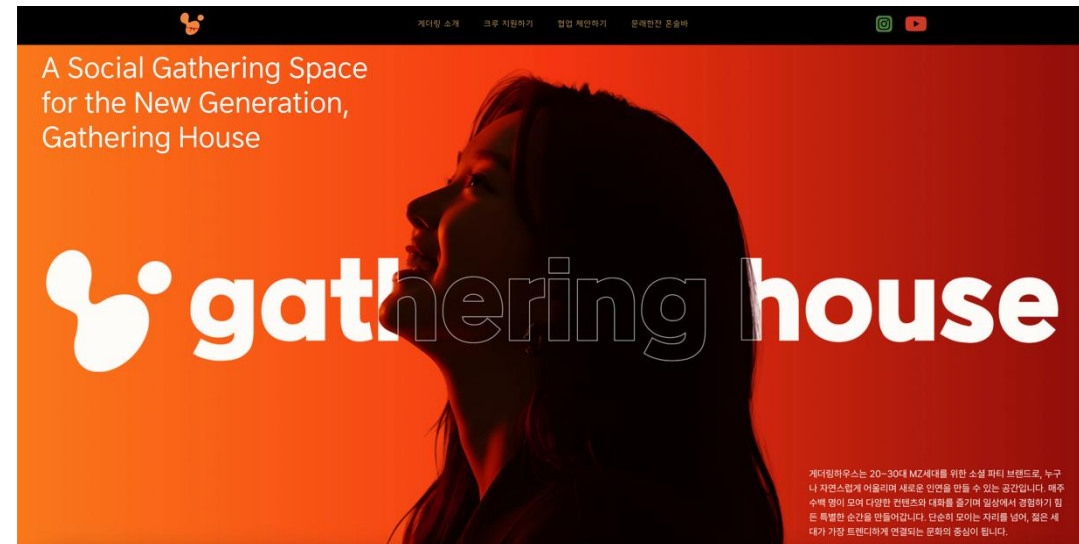 게더링 소개 크루 지원하기 협업 제안하기 문래한잔 혼술바
A Social Gathering Space
for the New Generation,
Gathering House
gathering house
게더링하우스는 20-30대 MZ세대를 위한 소셜 파티 브랜드로, 누구
나 자연스럽게 어울리며 새로운 인연을 만들 수 있는 공간입니다. 매주
수백 명이 모여 다양한 컨텐츠와 대화를 즐기며 일상에서 경험하기 힘
든 특별한 순간을 만들어갑니다. 단순히 모이는 자리를 넘어, 젊은 세
대가 가장 트렌디하게 연결되는 문화의 중심이 됩니다.